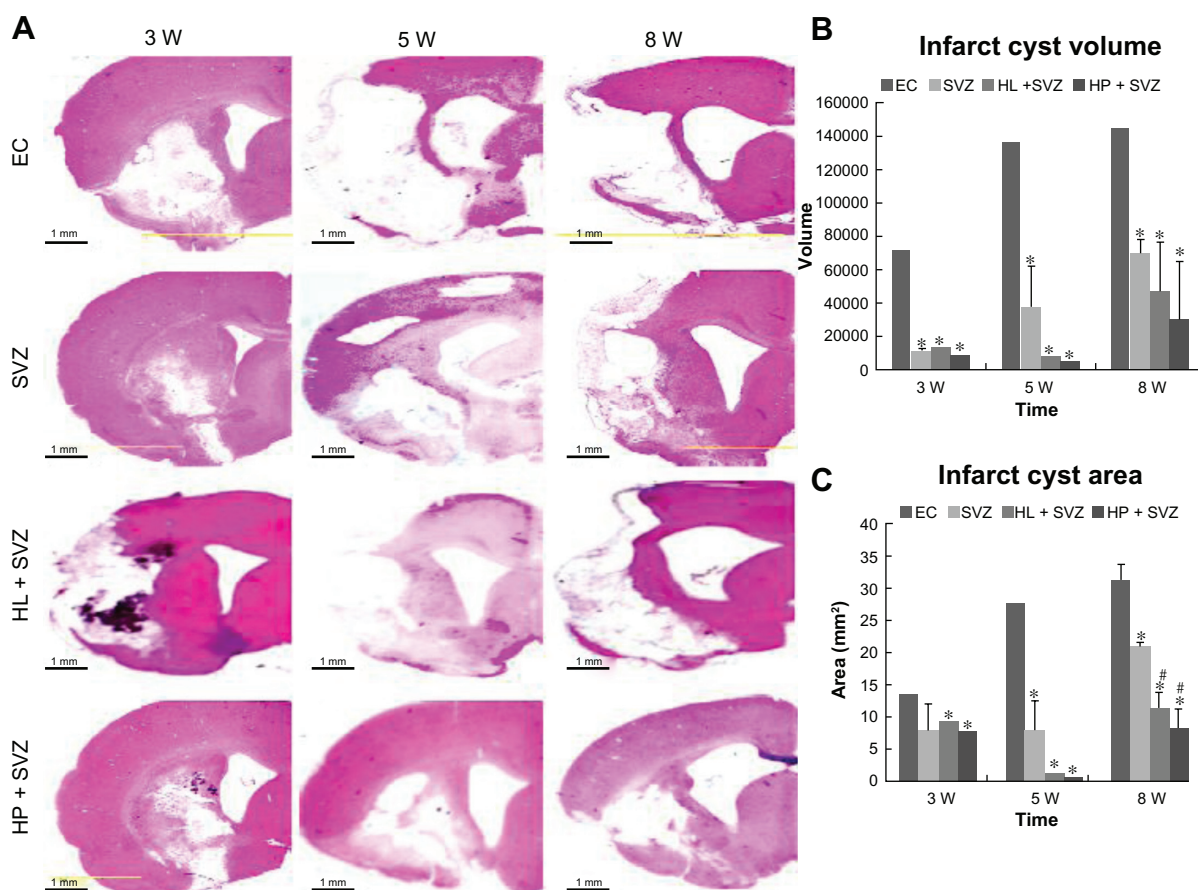 A
3 W
5 W
8 W
EC
1 mm
1 mm
1 mm
SVZ
1 mm
1 mm
1 mm
HL + SVZ
1 mm
1 mm
1 mm
HP + SVZ
1 mm
1 mm
1 mm
B
Infarct cyst volume
EC SVZ HL +SVZ HP + SVZ
160000
140000
120000
100000
80000
60000
40000
20000
0
Volume
* * *
* * *
* * *
3 W 5 W 8 W
Time
C
Infarct cyst area
EC SVZ HL + SVZ HP + SVZ
40
35
30
25
20
15
10
5
0
Area (mm²)
* *
* * *
# #
* * *
3 W 5 W 8 W
Time